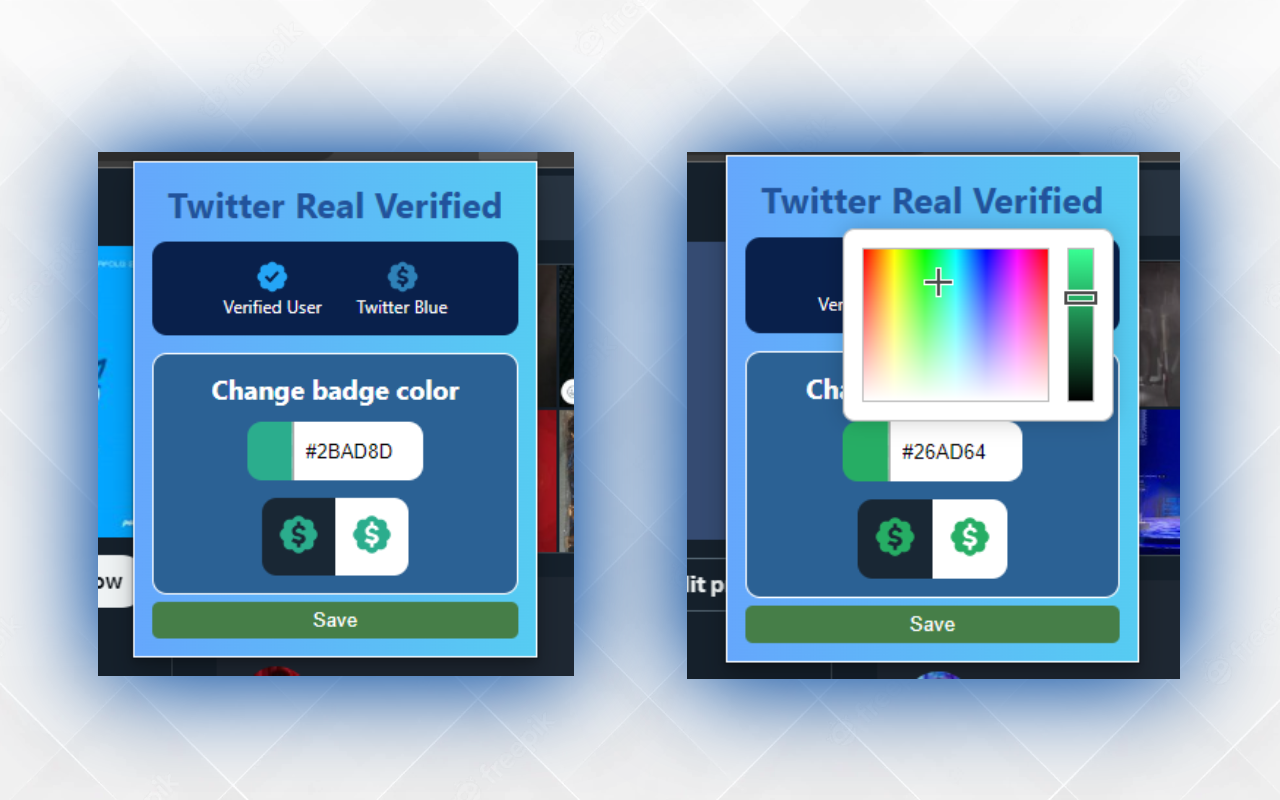 Twitter Real Verified
Verified User
Twitter Blue
Change badge color
#2BAD8D
Save
Twitter Real Verified
Ver
Cha
#26AD64
lit p
Save
ow
freepik